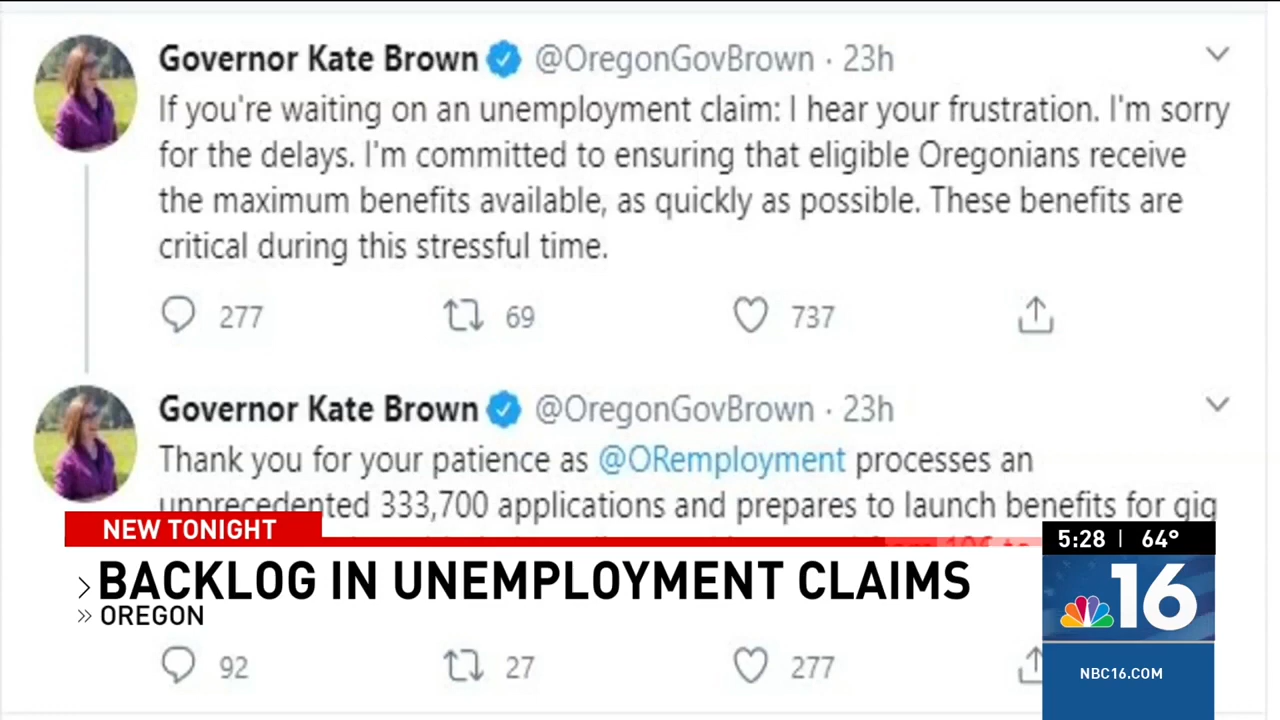 Governor Kate Brown @OregonGovBrown · 23h
If you're waiting on an unemployment claim: I hear your frustration. I'm sorry
for the delays. I'm committed to ensuring that eligible Oregonians receive
the maximum benefits available, as quickly as possible. These benefits are
critical during this stressful time.
277 69 737
Governor Kate Brown @OregonGovBrown · 23h
Thank you for your patience as @ORemployment processes an
unprecedented 333,700 applications and prepares to launch benefits for gig
NEW TONIGHT
BACKLOG IN UNEMPLOYMENT CLAIMS
OREGON
92 27 277
5:28 | 64°
16
NBC16.COM